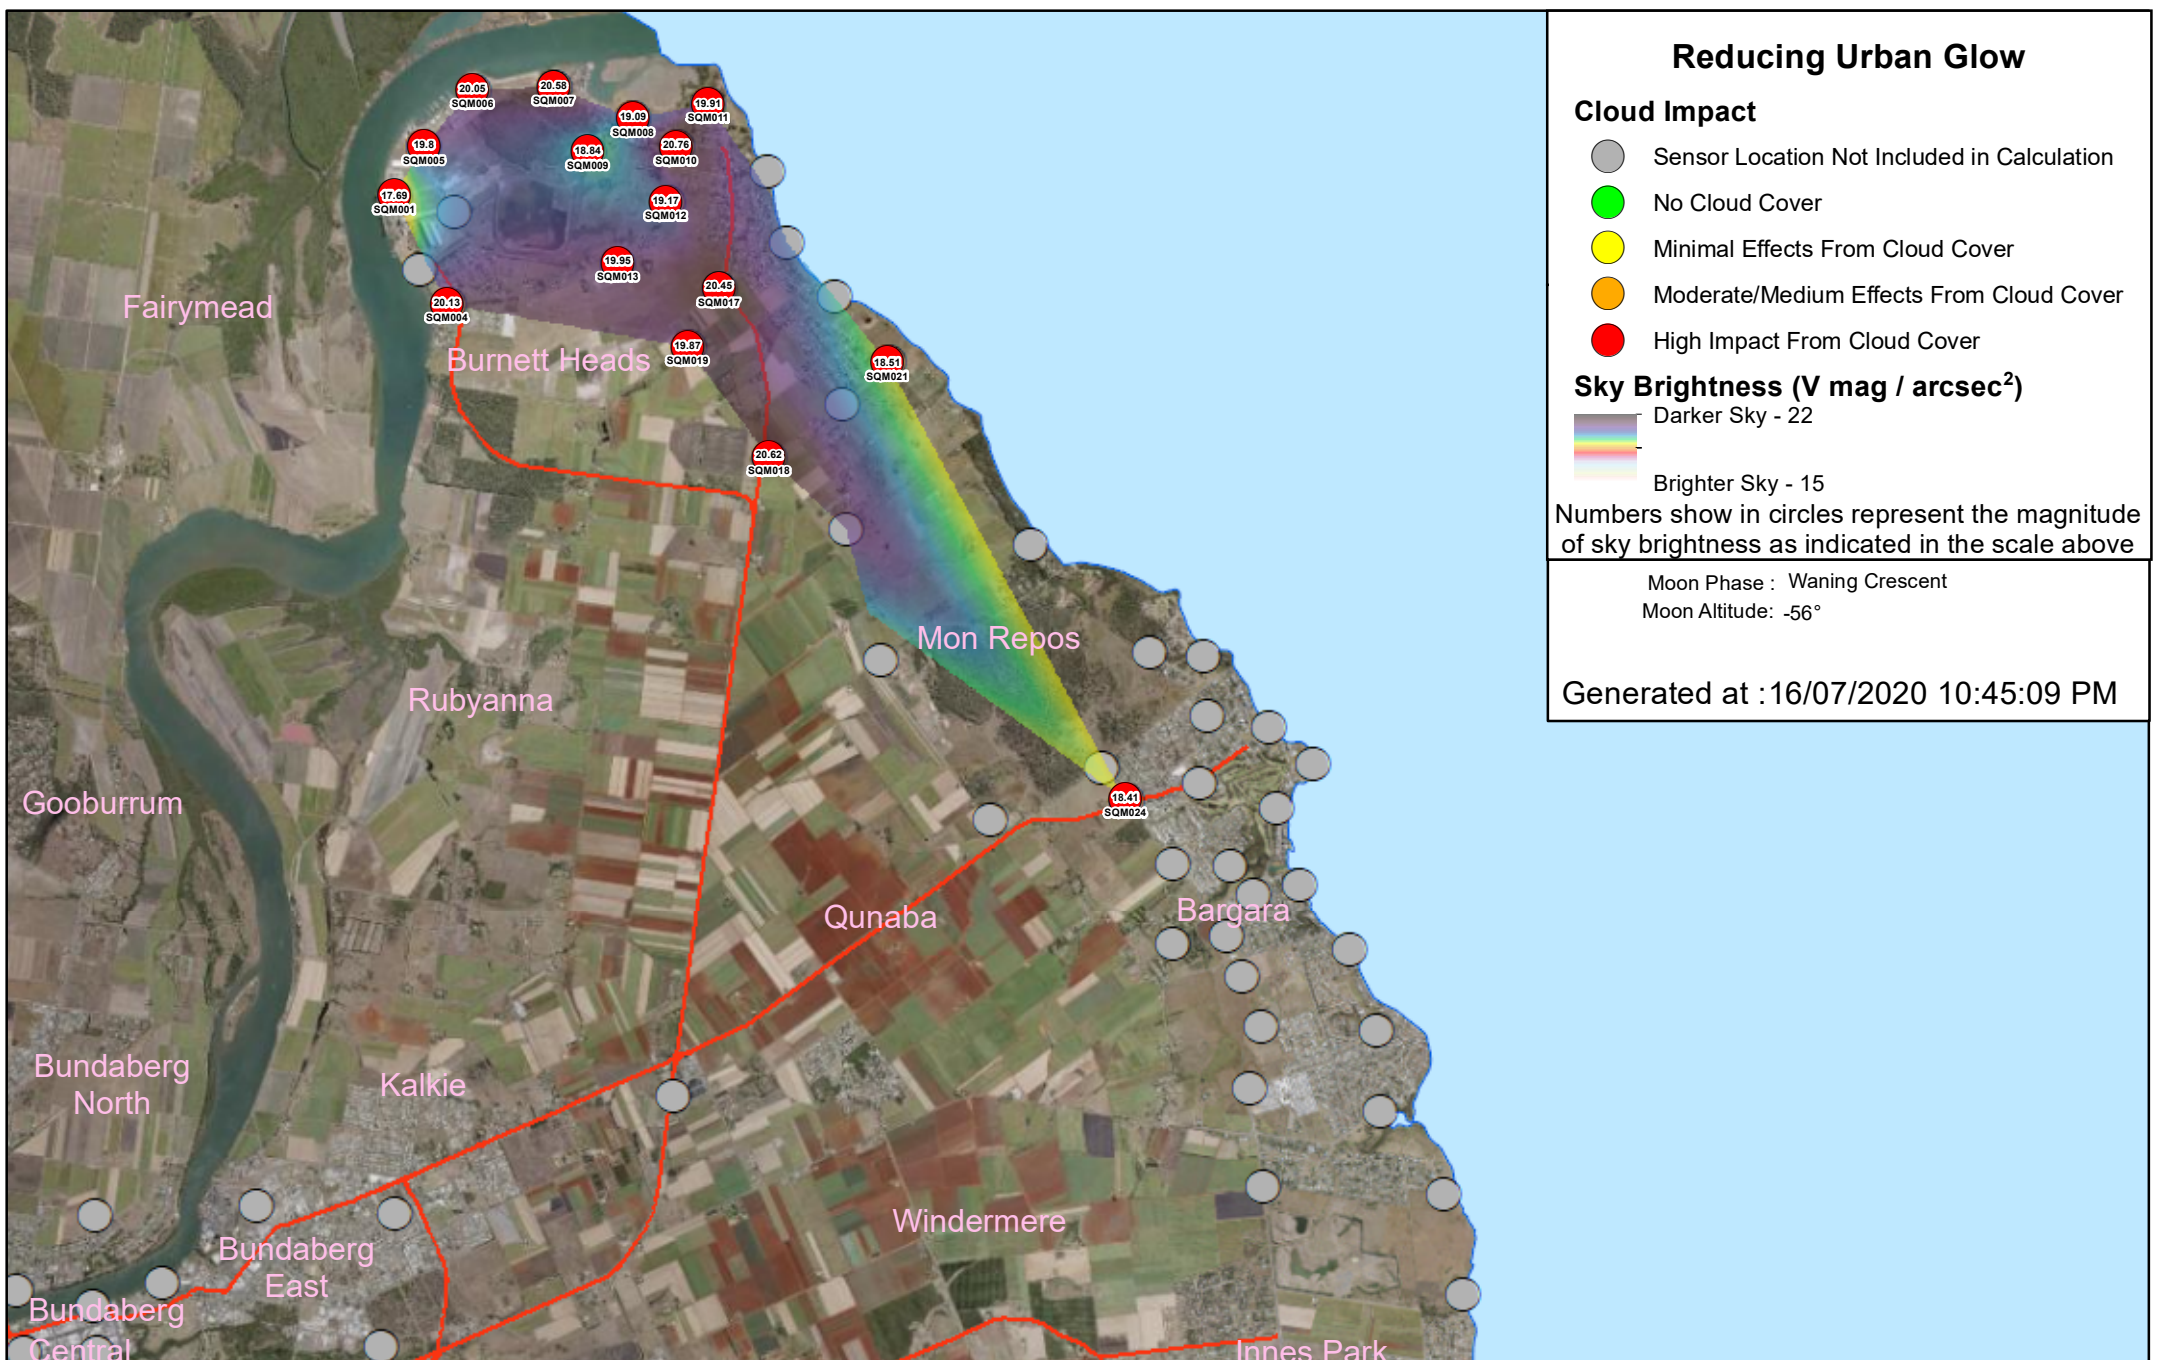 Reducing Urban Glow
Cloud Impact
Sensor Location Not Included in Calculation
No Cloud Cover
Minimal Effects From Cloud Cover
Moderate/Medium Effects From Cloud Cover
High Impact From Cloud Cover
Sky Brightness (V mag / arcsec²)
Darker Sky - 22
Brighter Sky - 15
Numbers show in circles represent the magnitude
of sky brightness as indicated in the scale above
Moon Phase : Waning Crescent
Moon Altitude: -56°
Generated at :16/07/2020 10:45:09 PM
20.05
SQM006
20.58
SQM007
19.09
SQM008
19.91
SQM011
19.8
SQM005
18.84
SQM009
20.76
SQM010
17.69
SQM001
19.17
SQM012
19.95
SQM013
20.45
SQM017
20.13
SQM004
19.87
SQM019
18.51
SQM021
20.62
SQM018
18.41
SQM024
Fairymead
Burnett Heads
Mon Repos
Rubyanna
Gooburrum
Qunaba
Bargara
Bundaberg
North
Kalkie
Windermere
Bundaberg
East
Bundaberg
Central
Innes Park